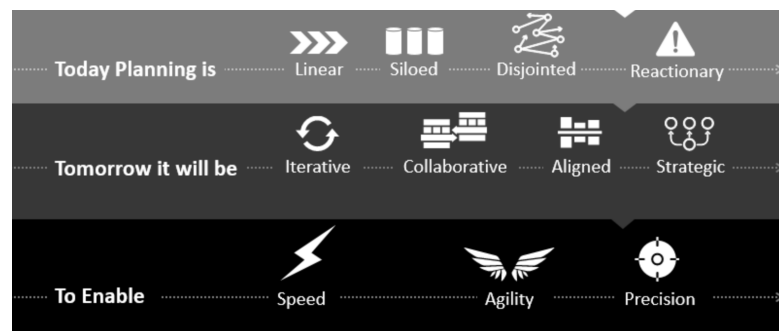 Today Planning is Linear Siloed Disjointed Reactionary
Tomorrow it will be Iterative Collaborative Aligned Strategic
To Enable Speed Agility Precision